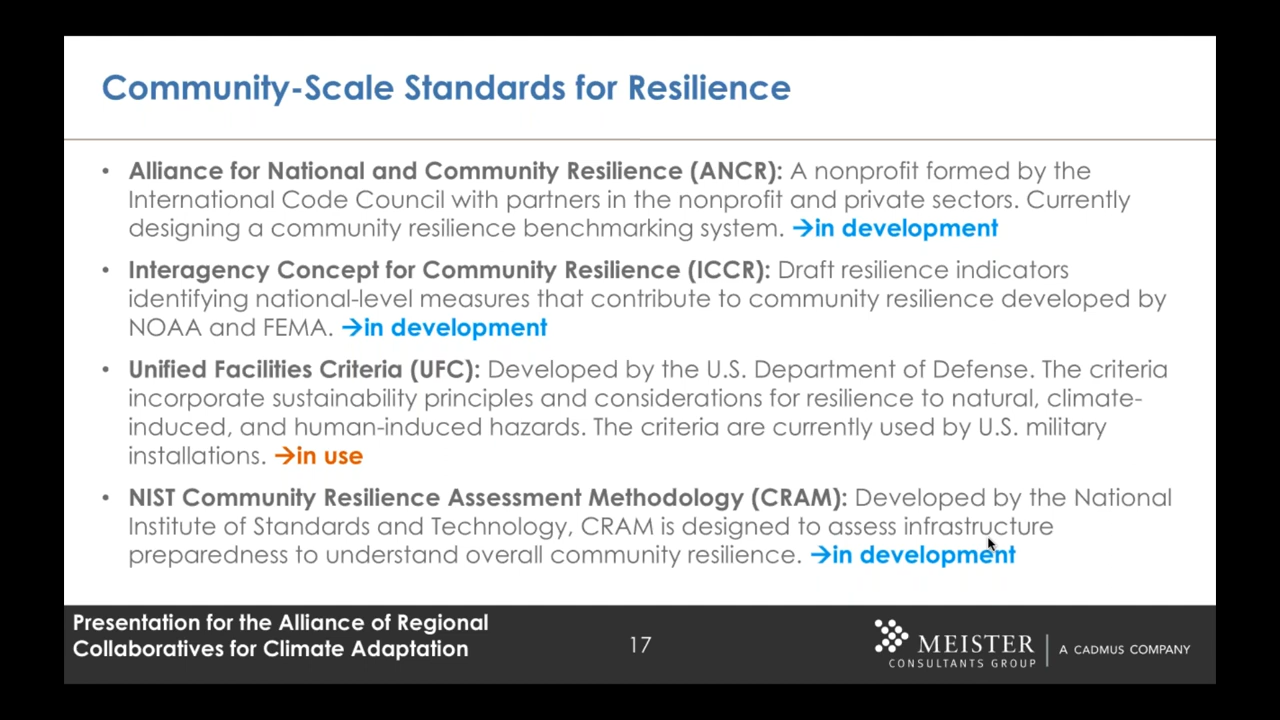 Community-Scale Standards for Resilience
• Alliance for National and Community Resilience (ANCR): A nonprofit formed by the
International Code Council with partners in the nonprofit and private sectors. Currently
designing a community resilience benchmarking system. →in development
• Interagency Concept for Community Resilience (ICCR): Draft resilience indicators
identifying national-level measures that contribute to community resilience developed by
NOAA and FEMA. →in development
• Unified Facilities Criteria (UFC): Developed by the U.S. Department of Defense. The criteria
incorporate sustainability principles and considerations for resilience to natural, climate-
induced, and human-induced hazards. The criteria are currently used by U.S. military
installations. →in use
• NIST Community Resilience Assessment Methodology (CRAM): Developed by the National
Institute of Standards and Technology, CRAM is designed to assess infrastructure
preparedness to understand overall community resilience. →in development
Presentation for the Alliance of Regional
Collaboratives for Climate Adaptation
17
MEISTER
CONSULTANTS GROUP
A CADMUS COMPANY